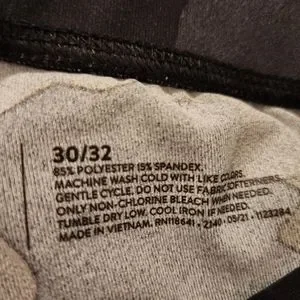 30/32
85% POLYESTER 15% SPANDEX.
MACHINE WASH COLD WITH LIKE COLORS.
GENTLE CYCLE. DO NOT USE FABRIC SOFTENERS.
ONLY NON-CHLORINE BLEACH WHEN NEEDED.
TUMBLE DRY LOW. COOL IRON IF NEEDED.
MADE IN VIETNAM. RN118641 - 2140 - 05/21 - 1123284